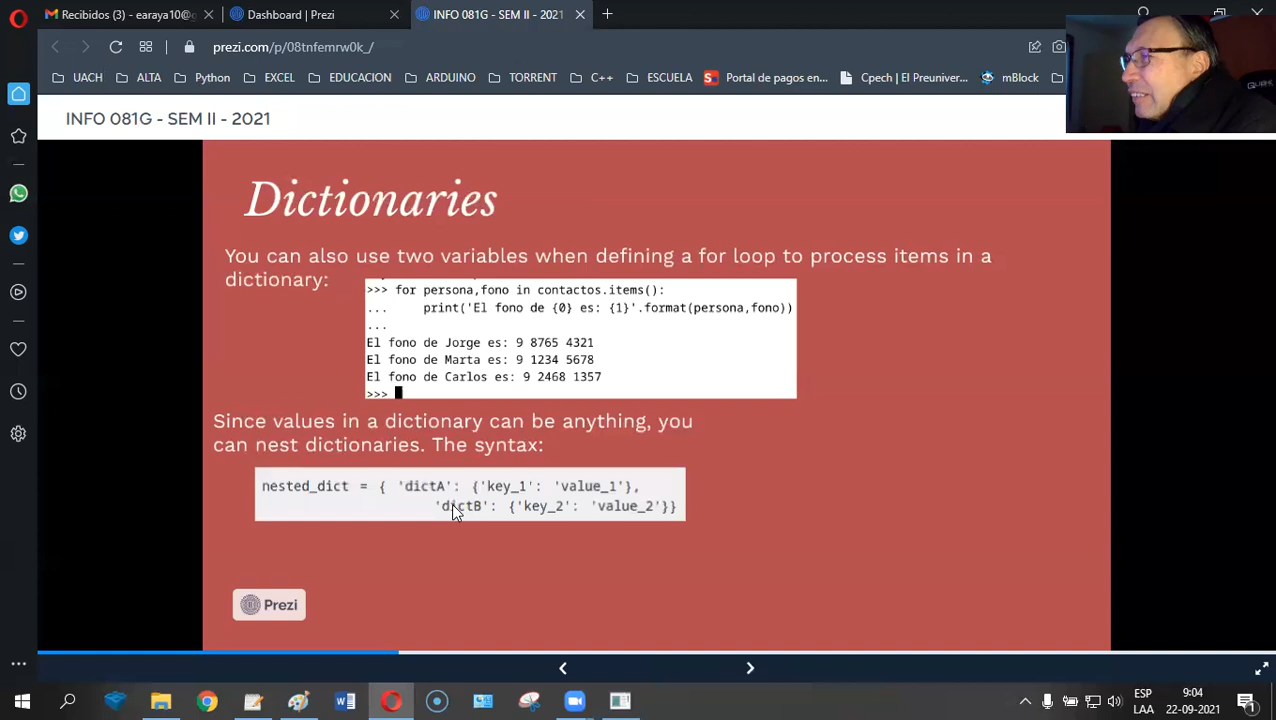 Recibidos (3) - earaya10@g
Dashboard | Prezi
INFO 081G - SEM II - 2021
prezi.com/p/08tnfemrw0k_/
UACH
ALTA
Python
EXCEL
EDUCACION
ARDUINO
TORRENT
C++
ESCUELA
Portal de pagos en...
Cpech | El Preuniver...
mBlock
INFO 081G - SEM II - 2021
Dictionaries
You can also use two variables when defining a for loop to process items in a
dictionary:
>>> for persona,fono in contactos.items():
...     print('El fono de {0} es: {1}'.format(persona,fono))
...
El fono de Jorge es: 9 8765 4321
El fono de Marta es: 9 1234 5678
El fono de Carlos es: 9 2468 1357
>>>
Since values in a dictionary can be anything, you
can nest dictionaries. The syntax:
nested_dict = { 'dictA': {'key_1': 'value_1'},
'dictB': {'key_2': 'value_2'}}
Prezi
ESP
LAA
9:04
22-09-2021